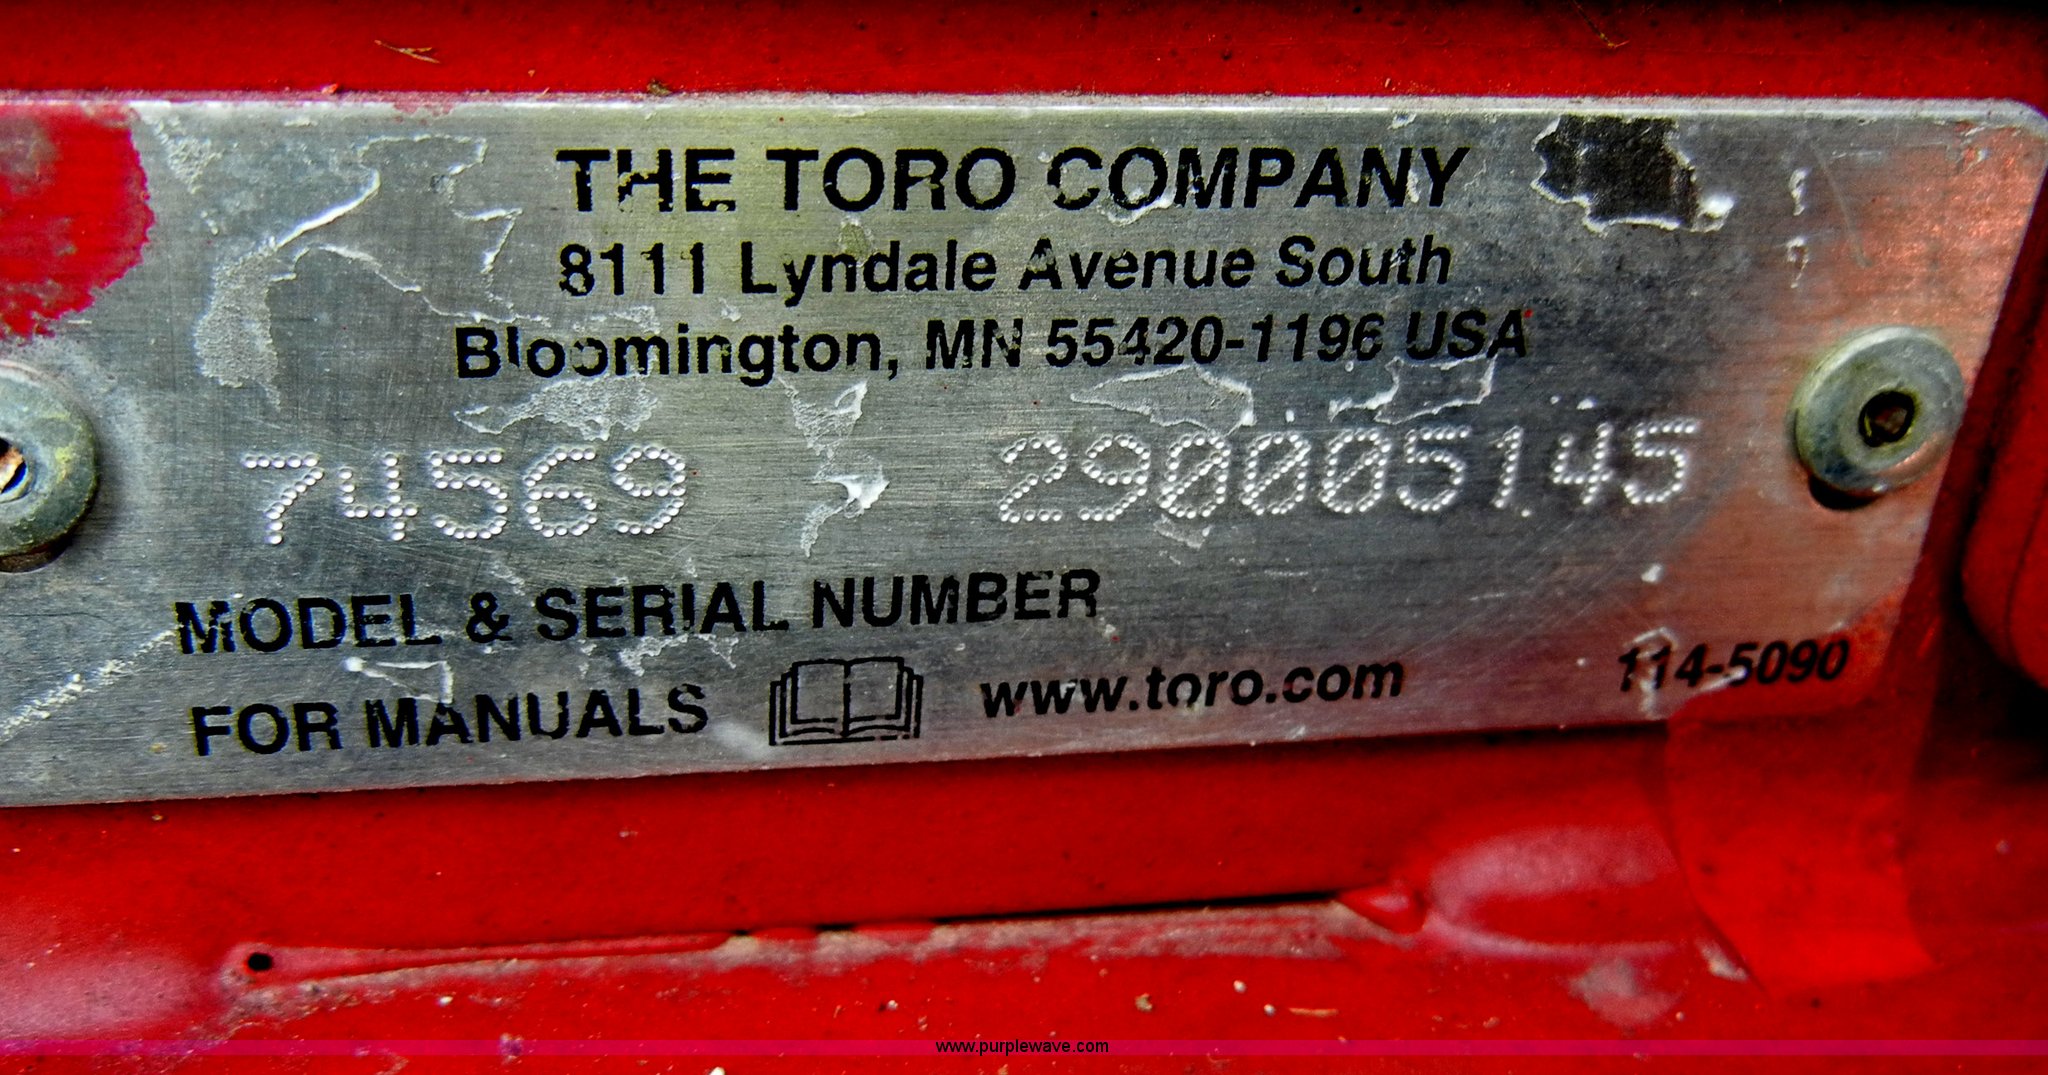 THE TORO COMPANY
8111 Lyndale Avenue South
Bloomington, MN 55420-1196 USA
74569 290005145
MODEL & SERIAL NUMBER
FOR MANUALS www.toro.com 114-5090
www.purplewave.com